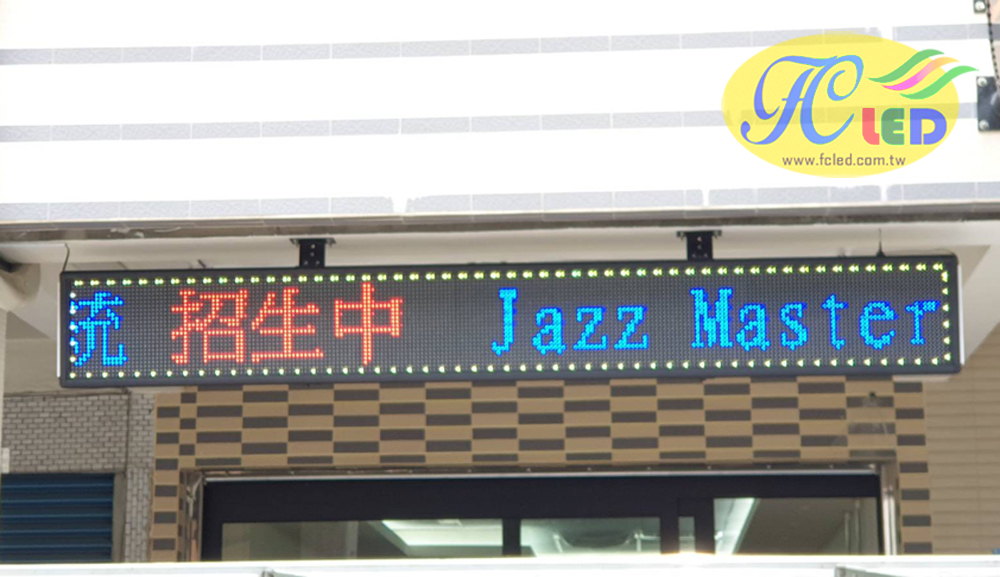 FC LED
www.fcled.com.tw
招生中 Jazz Master